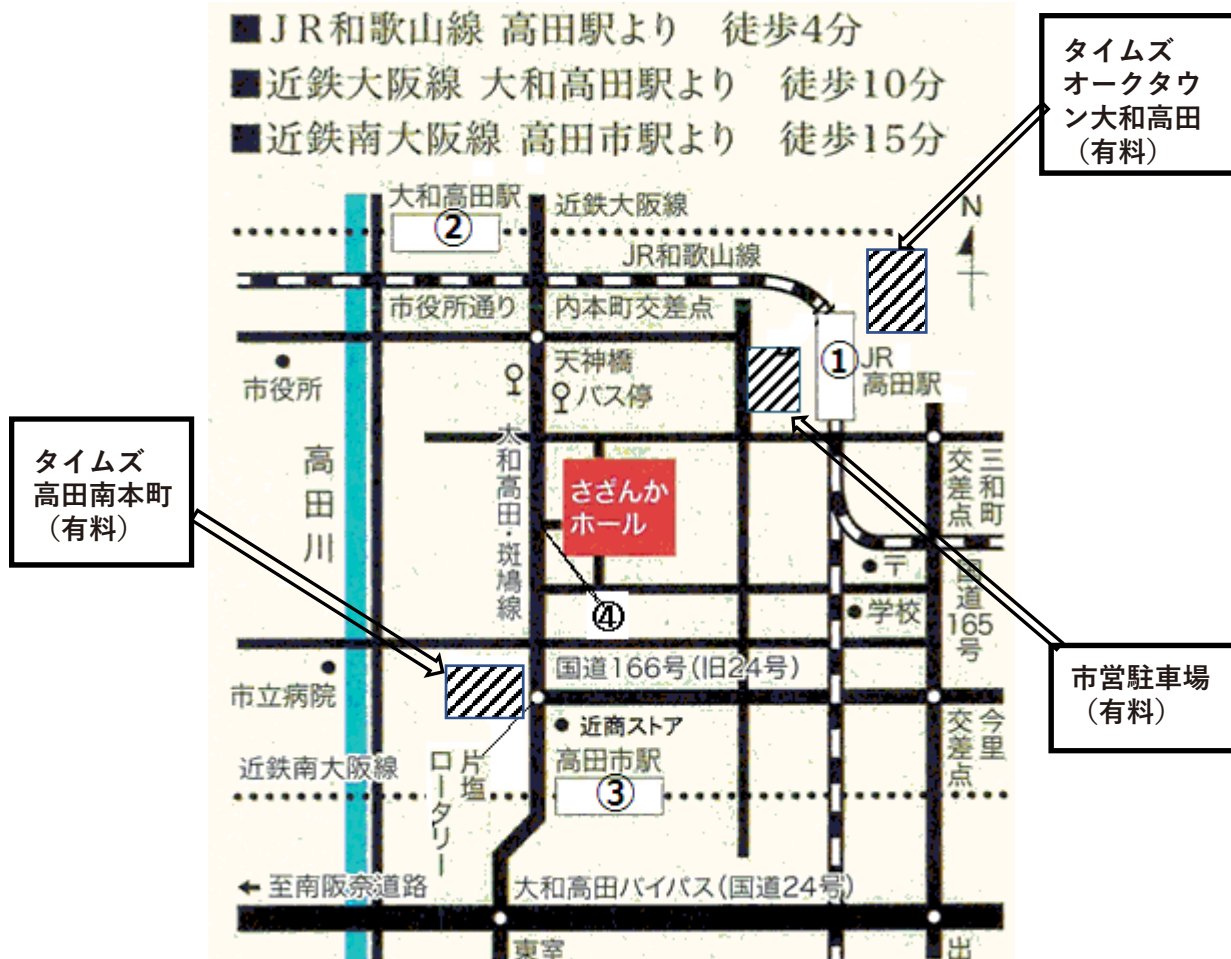 ■JR和歌山線 高田駅より　徒歩4分
■近鉄大阪線 大和高田駅より　徒歩10分
■近鉄南大阪線 高田市駅より　徒歩15分
タイムズ
オークタウ
ン大和高田
（有料）
大和高田駅
②
近鉄大阪線
N
JR和歌山線
市役所通り
内本町交差点
天神橋
バス停
①
JR
高田駅
市役所
タイムズ
高田南本町
（有料）
高田川
大和高田・斑鳩線
さざんか
ホール
三和町
交差点
〒
国道165号
学校
④
国道166号(旧24号)
市立病院
市営駐車場
（有料）
近商ストア
今里
交差点
片塩
ロータリー
近鉄南大阪線
高田市駅
③
← 至南阪奈道路
大和高田バイパス(国道24号)
東室
出